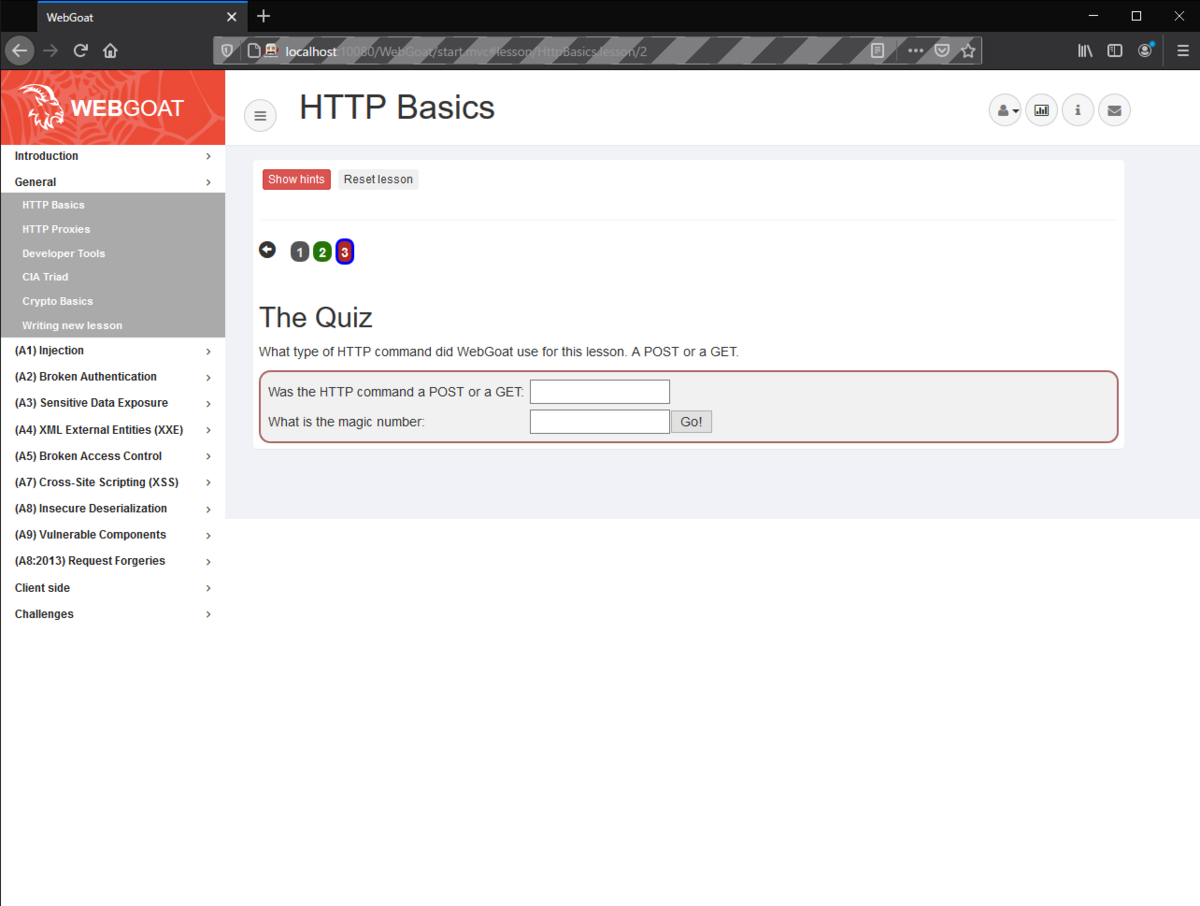 WebGoat
localhost:10080/WebGoat/start.mvc#lesson/HttpBasics.lesson/2
WEBGOAT
HTTP Basics
Introduction
General
HTTP Basics
HTTP Proxies
Developer Tools
CIA Triad
Crypto Basics
Writing new lesson
(A1) Injection
(A2) Broken Authentication
(A3) Sensitive Data Exposure
(A4) XML External Entities (XXE)
(A5) Broken Access Control
(A7) Cross-Site Scripting (XSS)
(A8) Insecure Deserialization
(A9) Vulnerable Components
(A8:2013) Request Forgeries
Client side
Challenges
Show hints Reset lesson
1 2 3
The Quiz
What type of HTTP command did WebGoat use for this lesson. A POST or a GET.
Was the HTTP command a POST or a GET:
What is the magic number: Go!